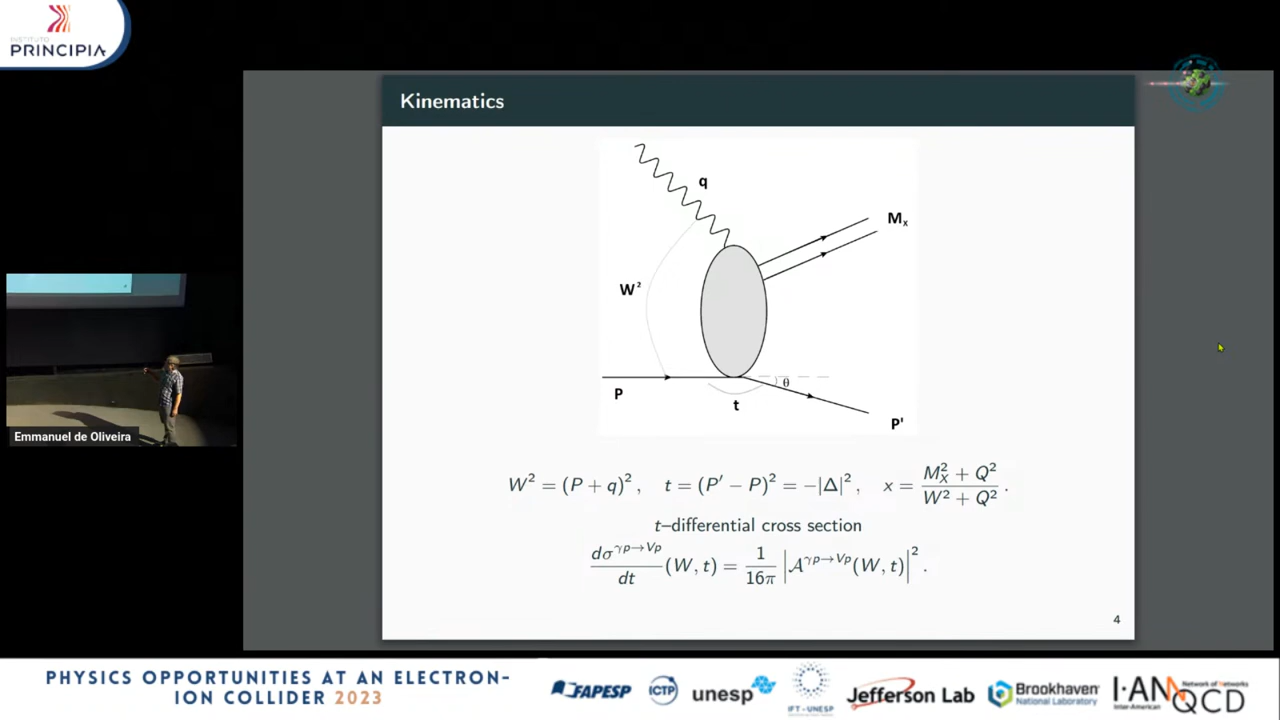 INSTITUTO
PRINCIPIA
Kinematics
q
M_x
W²
θ
P
t
P'
W² = (P + q)², t = (P′ − P)² = −|Δ|², x = (M_X² + Q²) / (W² + Q²) .
t–differential cross section
dσ^{γp→Vp}/dt (W, t) = 1/16π |𝒜^{γp→Vp}(W, t)|² .
4
Emmanuel de Oliveira
PHYSICS OPPORTUNITIES AT AN ELECTRON-
ION COLLIDER 2023
FAPESP
ICTP
unesp
IFT - UNESP
Jefferson Lab
Brookhaven
National Laboratory
I·AN
Inter-American
Network of Networks
QCD